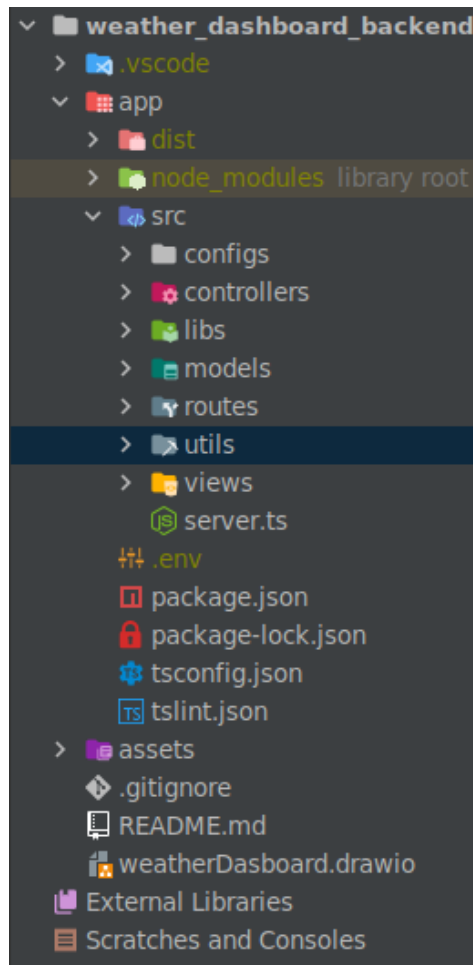 weather_dashboard_backend
.vscode
app
dist
node_modules library root
src
configs
controllers
libs
models
routes
utils
views
server.ts
.env
package.json
package-lock.json
tsconfig.json
TS tslint.json
assets
.gitignore
README.md
weatherDasboard.drawio
External Libraries
Scratches and Consoles